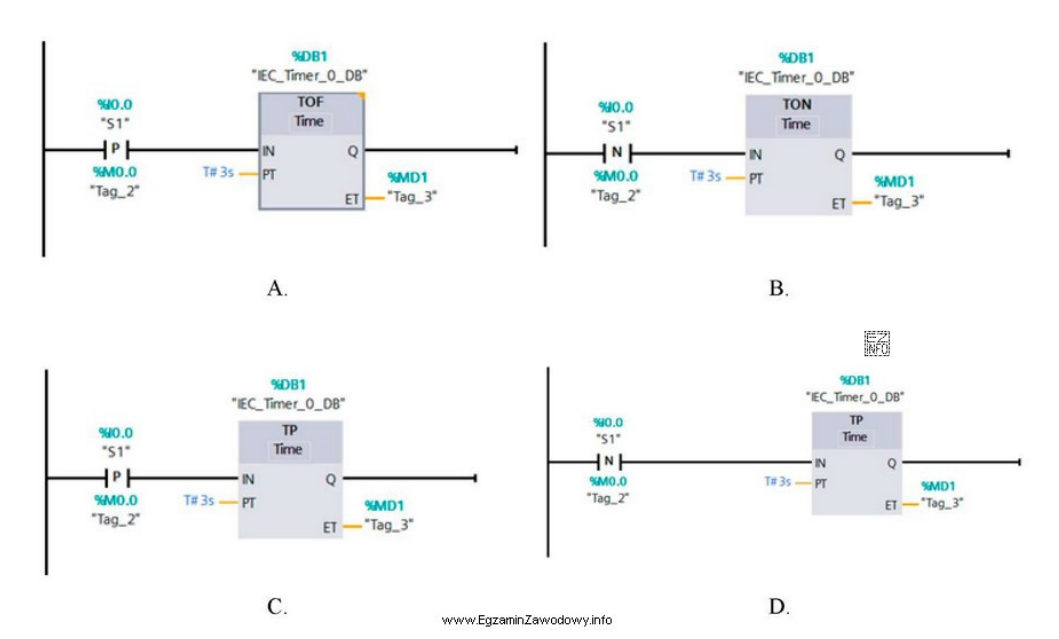 %DB1
"IEC_Timer_0_DB"
TOF
Time
%I0.0
"S1"
P
%M0.0
"Tag_2"
IN
Q
T# 3s
PT
ET
%MD1
"Tag_3"
A.
%DB1
"IEC_Timer_0_DB"
TON
Time
%I0.0
"S1"
N
%M0.0
"Tag_2"
IN
Q
T# 3s
PT
ET
%MD1
"Tag_3"
B.
EZ
INFO
%DB1
"IEC_Timer_0_DB"
TP
Time
%I0.0
"S1"
P
%M0.0
"Tag_2"
IN
Q
T# 3s
PT
ET
%MD1
"Tag_3"
C.
%DB1
"IEC_Timer_0_DB"
TP
Time
%I0.0
"S1"
N
%M0.0
"Tag_2"
IN
Q
T# 3s
PT
ET
%MD1
"Tag_3"
D.
www.EgzaminZawodowy.info